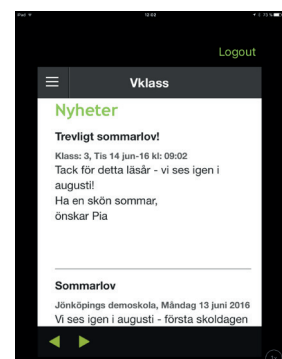 iPad
12:02
73 %
Logout
Vklass
Nyheter
Trevligt sommarlov!
Klass: 3, Tis 14 jun-16 kl: 09:02
Tack för detta läsår - vi ses igen i
augusti!
Ha en skön sommar,
önskar Pia
Sommarlov
Jönköpings demoskola, Måndag 13 juni 2016
Vi ses igen i augusti - första skoldagen